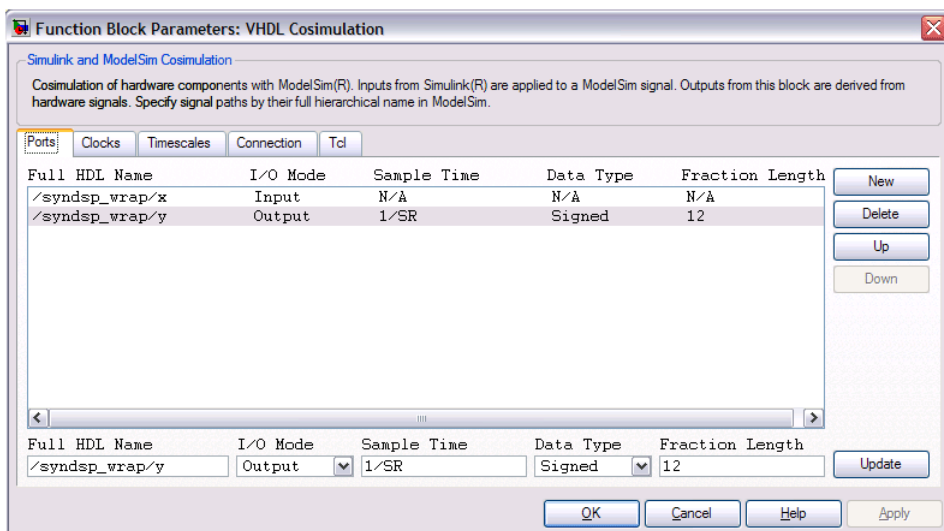 Function Block Parameters: VHDL Cosimulation
Simulink and ModelSim Cosimulation
Cosimulation of hardware components with ModelSim(R). Inputs from Simulink(R) are applied to a ModelSim signal. Outputs from this block are derived from
hardware signals. Specify signal paths by their full hierarchical name in ModelSim.
Ports Clocks Timescales Connection Tcl
Full HDL Name I/O Mode Sample Time Data Type Fraction Length New
/syndsp_wrap/x Input N/A N/A N/A
/syndsp_wrap/y Output 1/SR Signed 12 Delete
Up
Down
Full HDL Name I/O Mode Sample Time Data Type Fraction Length
/syndsp_wrap/y Output 1/SR Signed 12 Update
OK Cancel Help Apply